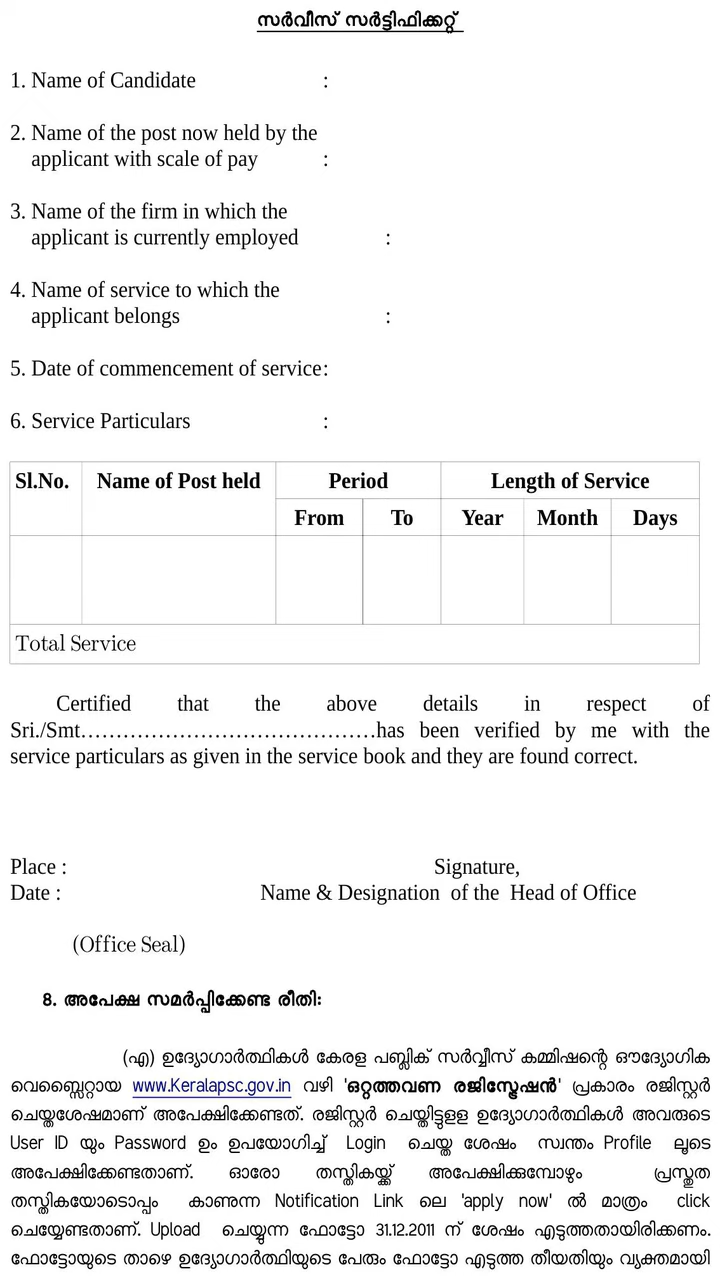 സർവീസ് സർട്ടിഫിക്കറ്റ്
1. Name of Candidate :
2. Name of the post now held by the
applicant with scale of pay :
3. Name of the firm in which the
applicant is currently employed :
4. Name of service to which the
applicant belongs :
5. Date of commencement of service:
6. Service Particulars :
Sl.No. Name of Post held Period Length of Service
From To Year Month Days
Total Service
Certified that the above details in respect of
Sri./Smt……………………………………has been verified by me with the
service particulars as given in the service book and they are found correct.
Place : Signature,
Date : Name & Designation of the Head of Office
(Office Seal)
8. അപേക്ഷ സമർപ്പിക്കേണ്ട രീതി:
(എ) ഉദ്യോഗാർത്ഥികൾ കേരള പബ്ലിക് സർവ്വീസ് കമ്മിഷന്റെ ഔദ്യോഗിക
വെബ്സൈറ്റായ www.Keralapsc.gov.in വഴി 'ഒറ്റത്തവണ രജിസ്ട്രേഷൻ' പ്രകാരം രജിസ്റ്റർ
ചെയ്തശേഷമാണ് അപേക്ഷിക്കേണ്ടത്. രജിസ്റ്റർ ചെയ്തിട്ടുളള ഉദ്യോഗാർത്ഥികൾ അവരുടെ
User ID യും Password ഉം ഉപയോഗിച്ച് Login ചെയ്ത ശേഷം സ്വന്തം Profile ലൂടെ
അപേക്ഷിക്കേണ്ടതാണ്. ഓരോ തസ്തികയ്ക്ക് അപേക്ഷിക്കുമ്പോഴും പ്രസ്തുത
തസ്തികയോടൊപ്പം കാണുന്ന Notification Link ലെ 'apply now' ൽ മാത്രം click
ചെയ്യേണ്ടതാണ്. Upload ചെയ്യുന്ന ഫോട്ടോ 31.12.2011 ന് ശേഷം എടുത്തതായിരിക്കണം.
ഫോട്ടോയുടെ താഴെ ഉദ്യോഗാർത്ഥിയുടെ പേരും ഫോട്ടോ എടുത്ത തീയതിയും വ്യക്തമായി